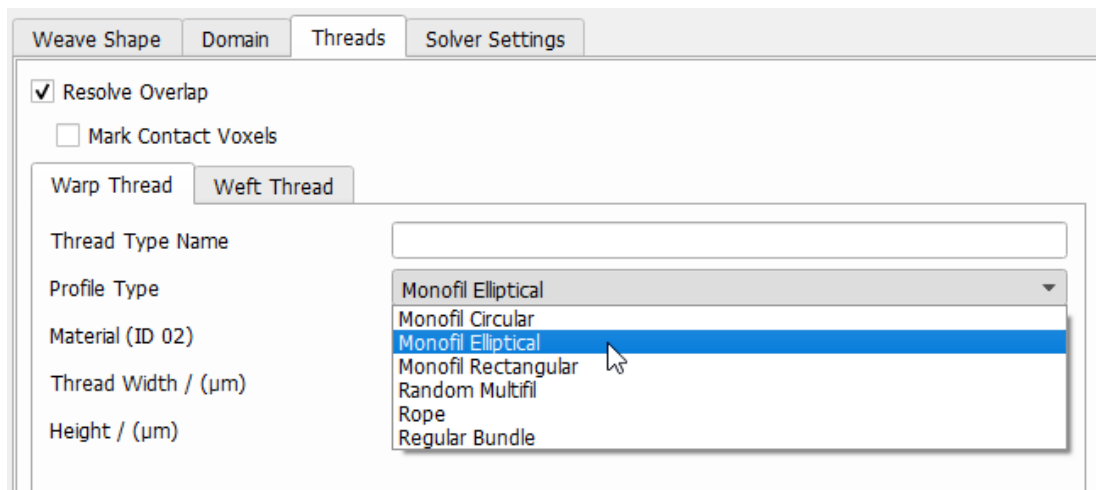 Weave Shape Domain Threads Solver Settings
Resolve Overlap
Mark Contact Voxels
Warp Thread Weft Thread
Thread Type Name
Profile Type Monofil Elliptical
Monofil Circular
Material (ID 02) Monofil Elliptical
Monofil Rectangular
Thread Width / (µm) Random Multifil
Rope
Height / (µm) Regular Bundle